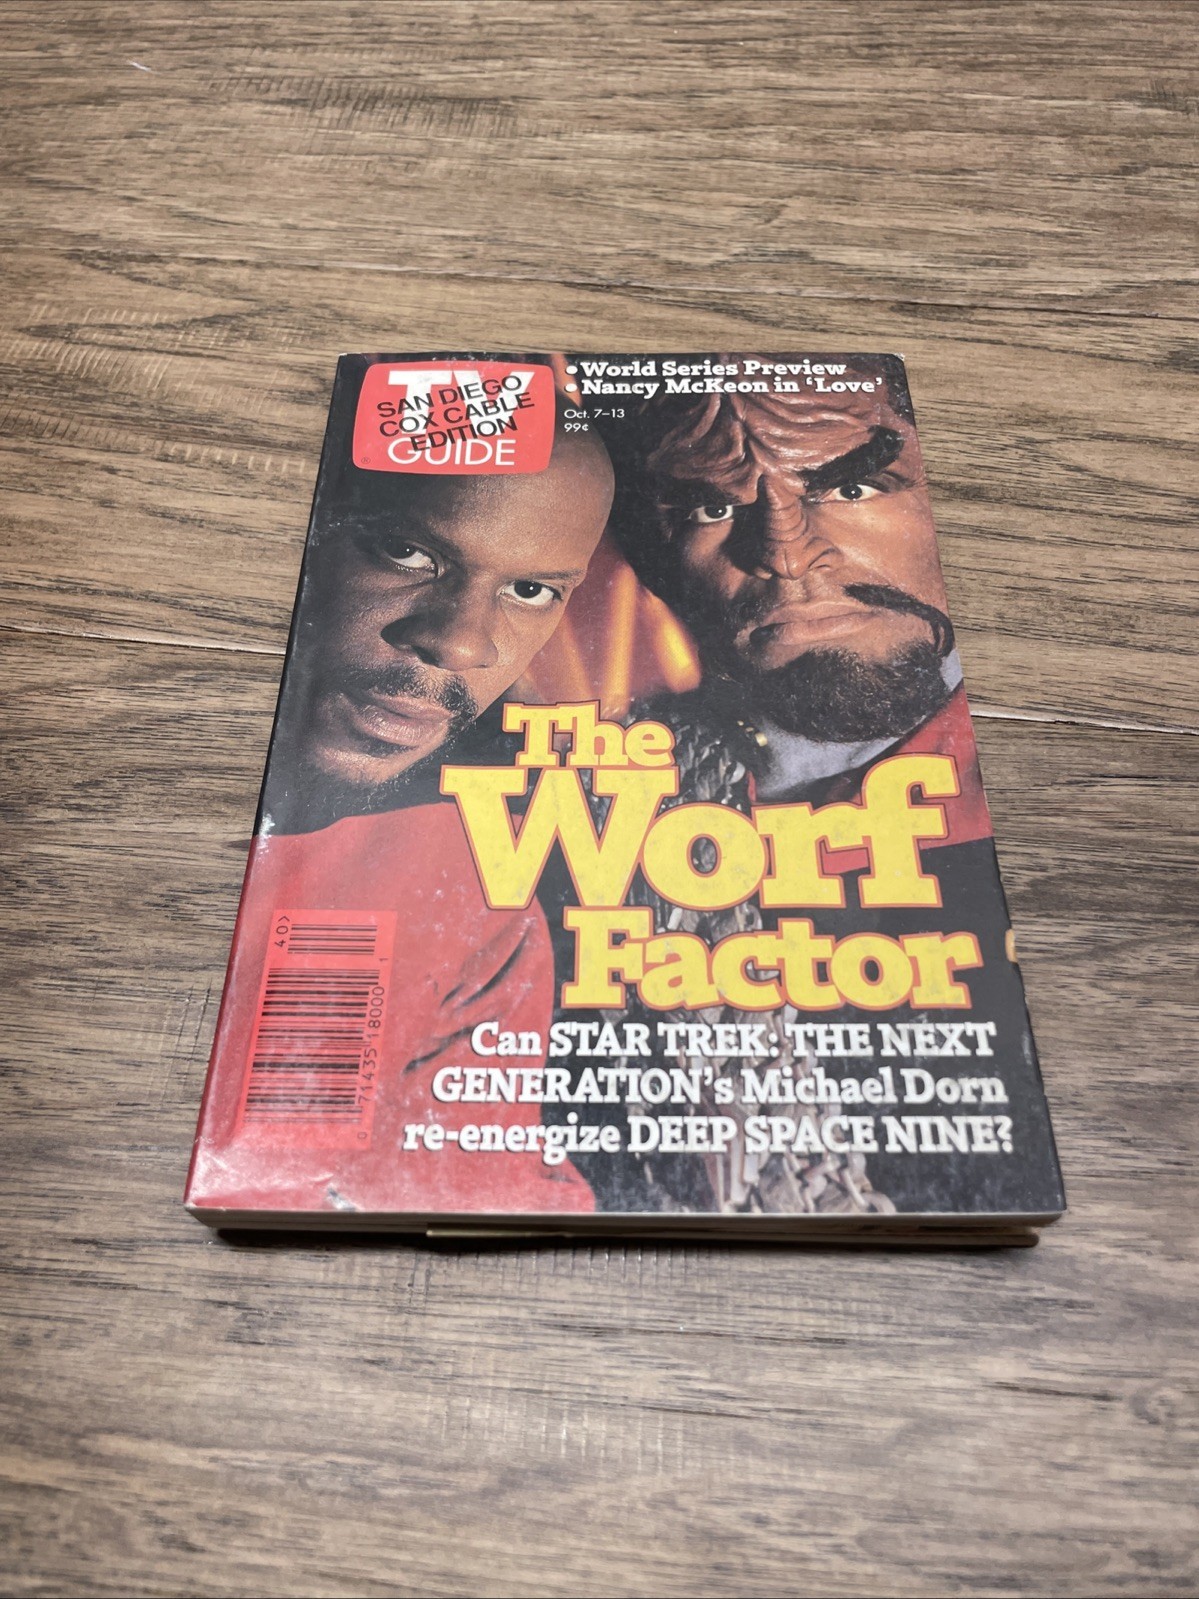 TV
GUIDE
SAN DIEGO
COX CABLE
EDITION
®
• World Series Preview
• Nancy McKeon in ‘Love’
Oct. 7–13
99¢
The
Worf
Factor
Can STAR TREK: THE NEXT
GENERATION’s Michael Dorn
re-energize DEEP SPACE NINE?
40>
0 71435 18000 1